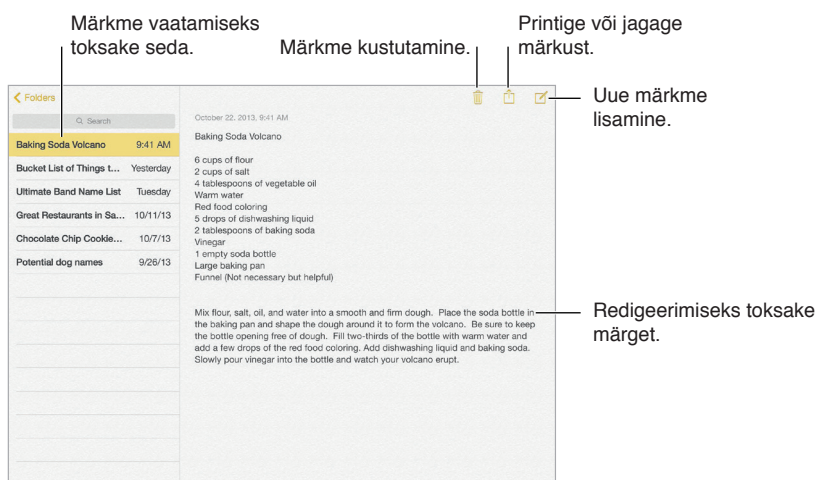 Märkme vaatamiseks
toksake seda.
Märkme kustutamine.
Printige või jagage
märkust.
Uue märkme
lisamine.
Folders
Search
Baking Soda Volcano 9:41 AM
Bucket List of Things t... Yesterday
Ultimate Band Name List Tuesday
Great Restaurants in Sa... 10/11/13
Chocolate Chip Cookie... 10/7/13
Potential dog names 9/26/13
October 22, 2013, 9:41 AM
Baking Soda Volcano
6 cups of flour
2 cups of salt
4 tablespoons of vegetable oil
Warm water
Red food coloring
5 drops of dishwashing liquid
2 tablespoons of baking soda
Vinegar
1 empty soda bottle
Large baking pan
Funnel (Not necessary but helpful)
Mix flour, salt, oil, and water into a smooth and firm dough. Place the soda bottle in
the baking pan and shape the dough around it to form the volcano. Be sure to keep
the bottle opening free of dough. Fill two-thirds of the bottle with warm water and
add a few drops of the red food coloring. Add dishwashing liquid and baking soda.
Slowly pour vinegar into the bottle and watch your volcano erupt.
Redigeerimiseks toksake
märget.